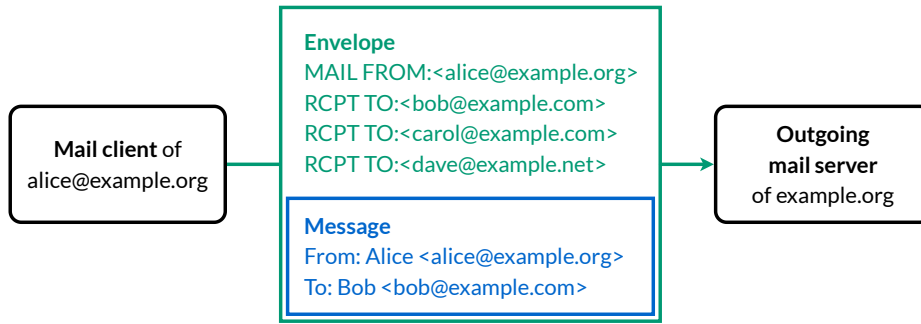 Mail client of
alice@example.org
Envelope
MAIL FROM:<alice@example.org>
RCPT TO:<bob@example.com>
RCPT TO:<carol@example.com>
RCPT TO:<dave@example.net>
Message
From: Alice <alice@example.org>
To: Bob <bob@example.com>
Outgoing
mail server
of example.org